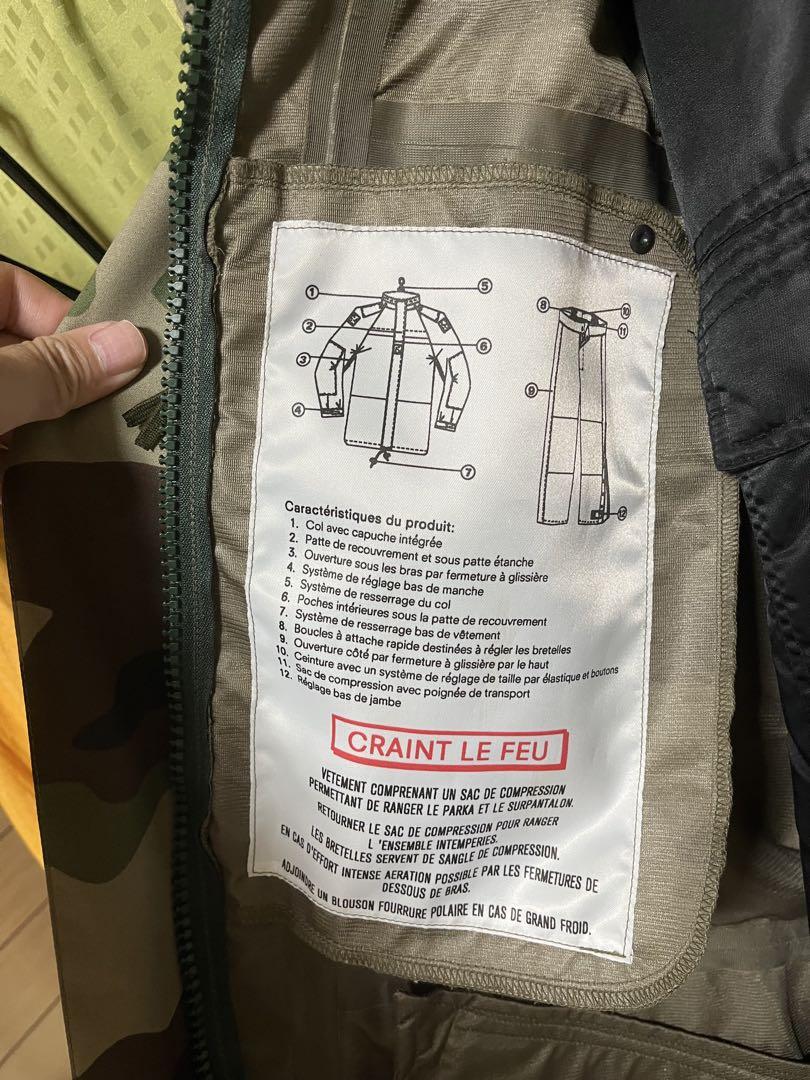 1
2
3
4
5
6
7
8
9
10
11
12
Caractéristiques du produit:
1. Col avec capuche intégrée
2. Patte de recouvrement et sous patte étanche
3. Ouverture sous les bras par fermeture à glissière
4. Système de réglage bas de manche
5. Système de resserrage du col
6. Poches intérieures sous la patte de recouvrement
7. Système de resserrage bas de vêtement
8. Boucles à attache rapide destinées à régler les bretelles
9. Ouverture côté par fermeture à glissière par le haut
10. Ceinture avec un système de réglage de taille par élastique et boutons
11. Sac de compression avec poignée de transport
12. Réglage bas de jambe
CRAINT LE FEU
VETEMENT COMPRENANT UN SAC DE COMPRESSION
PERMETTANT DE RANGER LE PARKA ET LE SURPANTALON.
RETOURNER LE SAC DE COMPRESSION POUR RANGER
L'ENSEMBLE INTEMPERIES.
LES BRETELLES SERVENT DE SANGLE DE COMPRESSION.
EN CAS D'EFFORT INTENSE AERATION POSSIBLE PAR LES FERMETURES DE
DESSOUS DE BRAS.
ADJOINDRE UN BLOUSON FOURRURE POLAIRE EN CAS DE GRAND FROID.